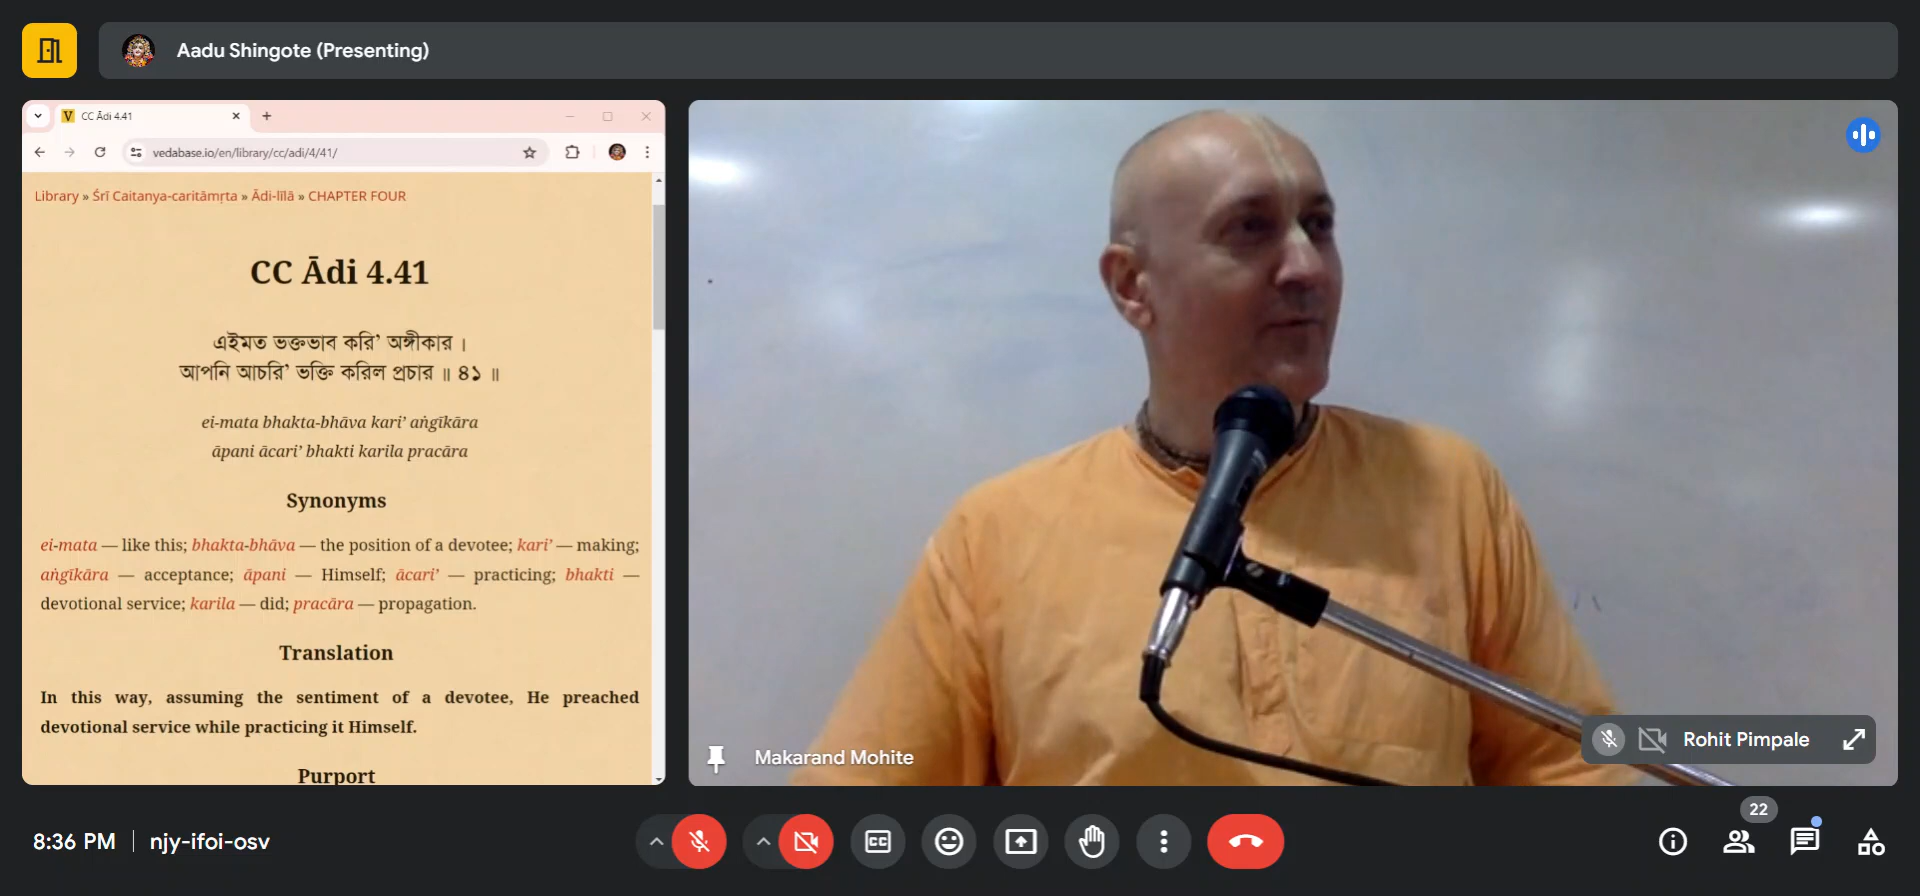 Aadu Shingote (Presenting)
CC Ādi 4.41
vedabase.io/en/library/cc/adi/4/41/
Library » Śrī Caitanya-caritāmṛta » Ādi-līlā » CHAPTER FOUR
CC Ādi 4.41
এইমত ভক্তভাব করি’ অঙ্গীকার ।
আপনি আচরি’ ভক্তি করিল প্রচার ॥ ৪১ ॥
ei-mata bhakta-bhāva kari’ aṅgīkāra
āpani ācari’ bhakti karila pracāra
Synonyms
ei-mata — like this; bhakta-bhāva — the position of a devotee; kari’ — making;
aṅgīkāra — acceptance; āpani — Himself; ācari’ — practicing; bhakti —
devotional service; karila — did; pracāra — propagation.
Translation
In this way, assuming the sentiment of a devotee, He preached
devotional service while practicing it Himself.
Purport
Makarand Mohite
Rohit Pimpale
8:36 PM | njy-ifoi-osv
CC
22